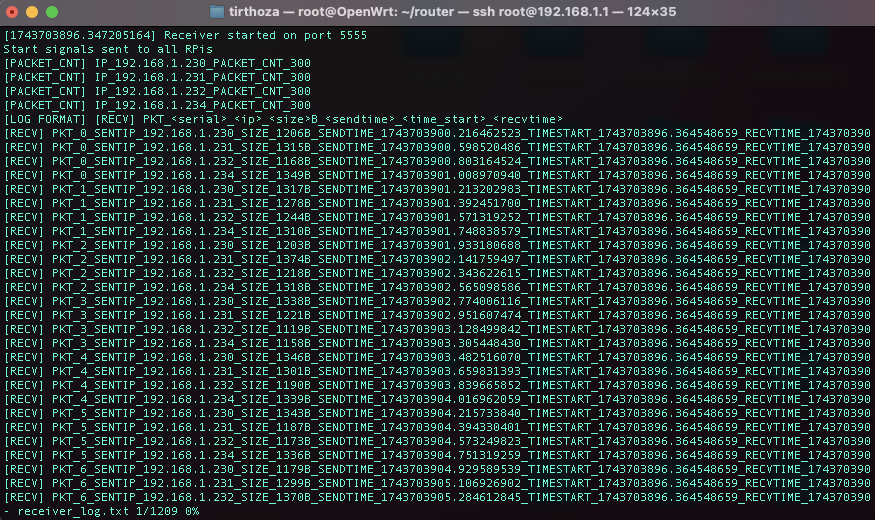 tirthoza — root@OpenWrt: ~/router — ssh root@192.168.1.1 — 124×35
[1743703896.347205164] Receiver started on port 5555
Start signals sent to all RPis
[PACKET_CNT] IP_192.168.1.230_PACKET_CNT_300
[PACKET_CNT] IP_192.168.1.231_PACKET_CNT_300
[PACKET_CNT] IP_192.168.1.232_PACKET_CNT_300
[PACKET_CNT] IP_192.168.1.234_PACKET_CNT_300
[LOG FORMAT] [RECV] PKT_<serial>_<ip>_<size>B_<sendtime>_<time_start>_<recvtime>
[RECV] PKT_0_SENTIP_192.168.1.230_SIZE_1206B_SENDTIME_1743703900.216462523_TIMESTART_1743703896.364548659_RECVTIME_174370390
[RECV] PKT_0_SENTIP_192.168.1.231_SIZE_1315B_SENDTIME_1743703900.598520486_TIMESTART_1743703896.364548659_RECVTIME_174370390
[RECV] PKT_0_SENTIP_192.168.1.232_SIZE_1168B_SENDTIME_1743703900.803164524_TIMESTART_1743703896.364548659_RECVTIME_174370390
[RECV] PKT_0_SENTIP_192.168.1.234_SIZE_1349B_SENDTIME_1743703901.008970940_TIMESTART_1743703896.364548659_RECVTIME_174370390
[RECV] PKT_1_SENTIP_192.168.1.230_SIZE_1317B_SENDTIME_1743703901.213202983_TIMESTART_1743703896.364548659_RECVTIME_174370390
[RECV] PKT_1_SENTIP_192.168.1.231_SIZE_1278B_SENDTIME_1743703901.392451700_TIMESTART_1743703896.364548659_RECVTIME_174370390
[RECV] PKT_1_SENTIP_192.168.1.232_SIZE_1244B_SENDTIME_1743703901.571319252_TIMESTART_1743703896.364548659_RECVTIME_174370390
[RECV] PKT_1_SENTIP_192.168.1.234_SIZE_1310B_SENDTIME_1743703901.748838579_TIMESTART_1743703896.364548659_RECVTIME_174370390
[RECV] PKT_2_SENTIP_192.168.1.230_SIZE_1203B_SENDTIME_1743703901.933180688_TIMESTART_1743703896.364548659_RECVTIME_174370390
[RECV] PKT_2_SENTIP_192.168.1.231_SIZE_1374B_SENDTIME_1743703902.141759497_TIMESTART_1743703896.364548659_RECVTIME_174370390
[RECV] PKT_2_SENTIP_192.168.1.232_SIZE_1218B_SENDTIME_1743703902.343622615_TIMESTART_1743703896.364548659_RECVTIME_174370390
[RECV] PKT_2_SENTIP_192.168.1.234_SIZE_1318B_SENDTIME_1743703902.565098586_TIMESTART_1743703896.364548659_RECVTIME_174370390
[RECV] PKT_3_SENTIP_192.168.1.230_SIZE_1338B_SENDTIME_1743703902.774006116_TIMESTART_1743703896.364548659_RECVTIME_174370390
[RECV] PKT_3_SENTIP_192.168.1.231_SIZE_1221B_SENDTIME_1743703902.951607474_TIMESTART_1743703896.364548659_RECVTIME_174370390
[RECV] PKT_3_SENTIP_192.168.1.232_SIZE_1119B_SENDTIME_1743703903.128499842_TIMESTART_1743703896.364548659_RECVTIME_174370390
[RECV] PKT_3_SENTIP_192.168.1.234_SIZE_1158B_SENDTIME_1743703903.305448430_TIMESTART_1743703896.364548659_RECVTIME_174370390
[RECV] PKT_4_SENTIP_192.168.1.230_SIZE_1346B_SENDTIME_1743703903.482516070_TIMESTART_1743703896.364548659_RECVTIME_174370390
[RECV] PKT_4_SENTIP_192.168.1.231_SIZE_1301B_SENDTIME_1743703903.659831393_TIMESTART_1743703896.364548659_RECVTIME_174370390
[RECV] PKT_4_SENTIP_192.168.1.232_SIZE_1190B_SENDTIME_1743703903.839665852_TIMESTART_1743703896.364548659_RECVTIME_174370390
[RECV] PKT_4_SENTIP_192.168.1.234_SIZE_1339B_SENDTIME_1743703904.016962059_TIMESTART_1743703896.364548659_RECVTIME_174370390
[RECV] PKT_5_SENTIP_192.168.1.230_SIZE_1343B_SENDTIME_1743703904.215733840_TIMESTART_1743703896.364548659_RECVTIME_174370390
[RECV] PKT_5_SENTIP_192.168.1.231_SIZE_1187B_SENDTIME_1743703904.394330401_TIMESTART_1743703896.364548659_RECVTIME_174370390
[RECV] PKT_5_SENTIP_192.168.1.232_SIZE_1173B_SENDTIME_1743703904.573249823_TIMESTART_1743703896.364548659_RECVTIME_174370390
[RECV] PKT_5_SENTIP_192.168.1.234_SIZE_1336B_SENDTIME_1743703904.751319259_TIMESTART_1743703896.364548659_RECVTIME_174370390
[RECV] PKT_6_SENTIP_192.168.1.230_SIZE_1179B_SENDTIME_1743703904.929589539_TIMESTART_1743703896.364548659_RECVTIME_174370390
[RECV] PKT_6_SENTIP_192.168.1.231_SIZE_1299B_SENDTIME_1743703905.106926902_TIMESTART_1743703896.364548659_RECVTIME_174370390
[RECV] PKT_6_SENTIP_192.168.1.232_SIZE_1370B_SENDTIME_1743703905.284612845_TIMESTART_1743703896.364548659_RECVTIME_174370390
- receiver_log.txt 1/1209 0%